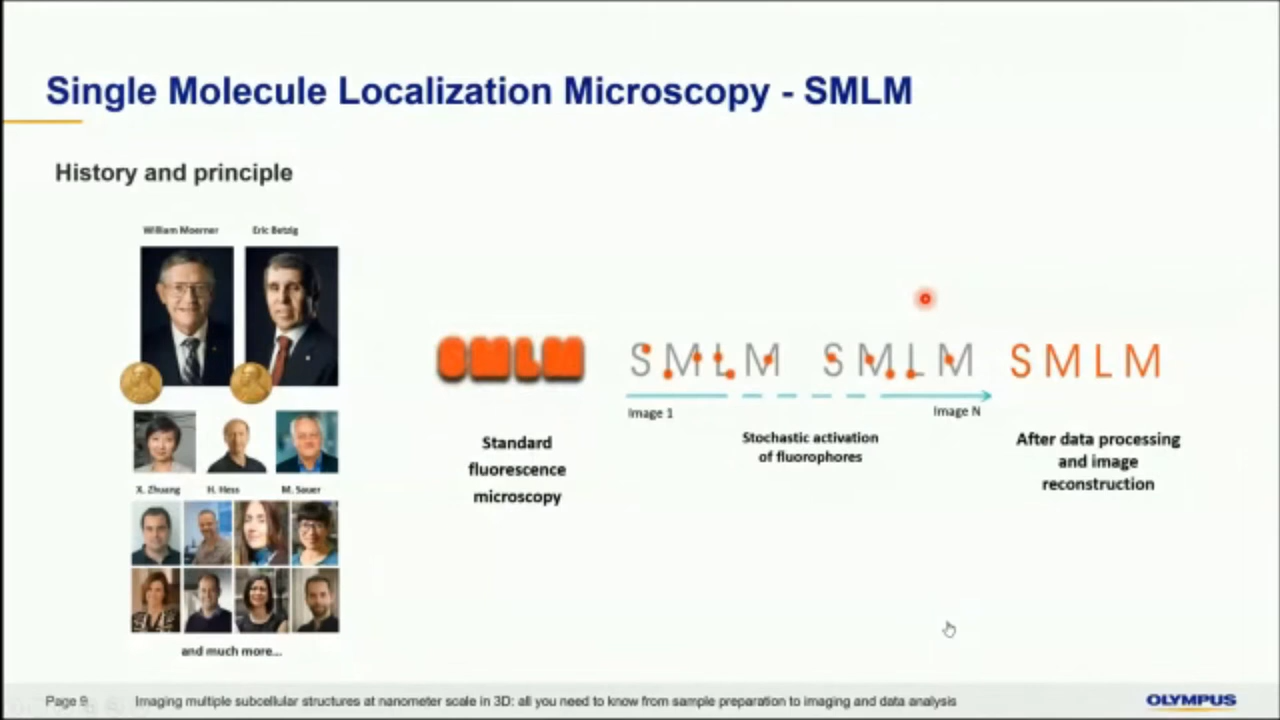 Single Molecule Localization Microscopy - SMLM
History and principle
William Moerner
Eric Betzig
X. Zhuang
H. Hess
M. Sauer
and much more...
SMLM
Standard
fluorescence
microscopy
SMLM SMLM
Image 1
Image N
Stochastic activation
of fluorophores
SMLM
After data processing
and image
reconstruction
Page 9
Imaging multiple subcellular structures at nanometer scale in 3D: all you need to know from sample preparation to imaging and data analysis
OLYMPUS